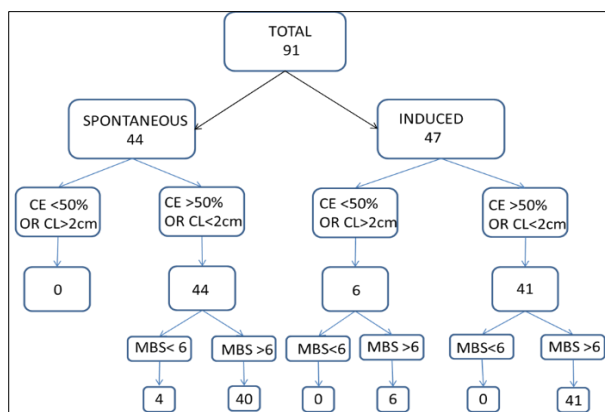 TOTAL
91
SPONTANEOUS
44
INDUCED
47
CE <50%
OR CL>2cm
CE >50%
OR CL<2cm
CE <50%
OR CL>2cm
CE >50%
OR CL<2cm
0
44
6
41
MBS< 6
MBS >6
MBS<6
MBS >6
MBS<6
MBS >6
4
40
0
6
0
41